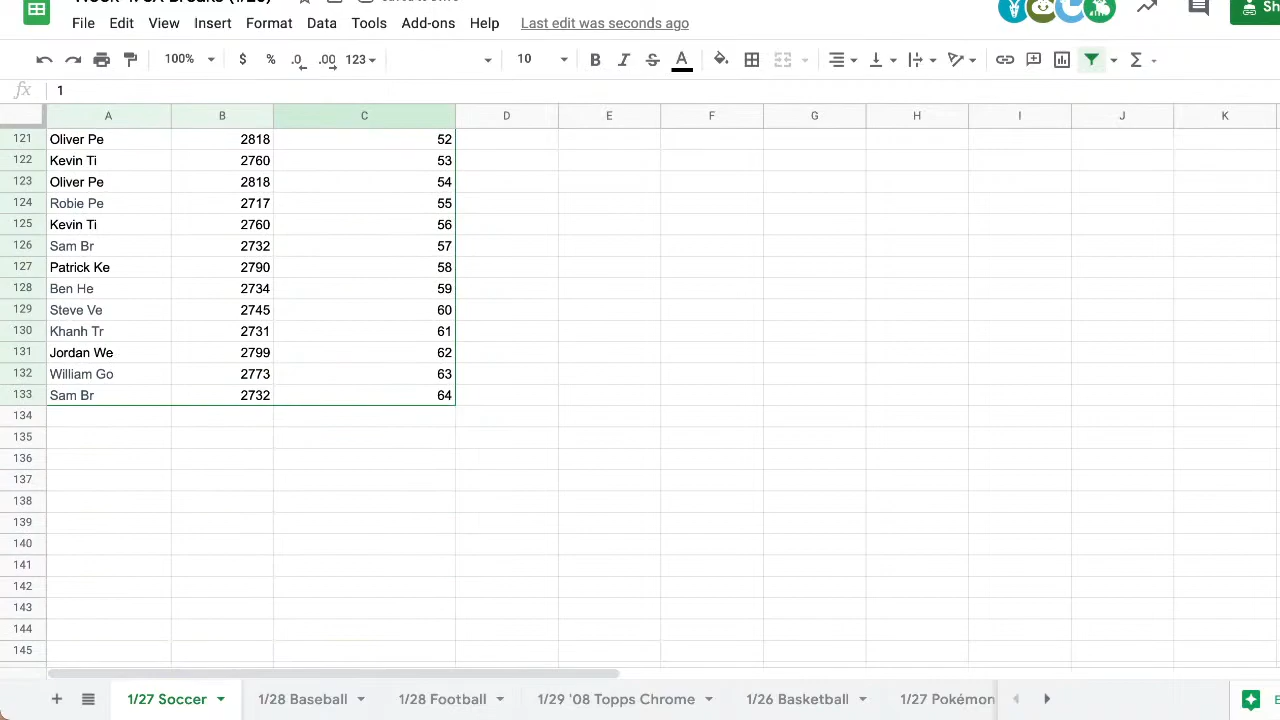 File Edit View Insert Format Data Tools Add-ons Help Last edit was seconds ago
100% $ % .0 .00 123 10 B I S A Σ
fx 1
A B C D E F G H I J K
121 Oliver Pe 2818 52
122 Kevin Ti 2760 53
123 Oliver Pe 2818 54
124 Robie Pe 2717 55
125 Kevin Ti 2760 56
126 Sam Br 2732 57
127 Patrick Ke 2790 58
128 Ben He 2734 59
129 Steve Ve 2745 60
130 Khanh Tr 2731 61
131 Jordan We 2799 62
132 William Go 2773 63
133 Sam Br 2732 64
134
135
136
137
138
139
140
141
142
143
144
145
+ 1/27 Soccer 1/28 Baseball 1/28 Football 1/29 '08 Topps Chrome 1/26 Basketball 1/27 Pokémon